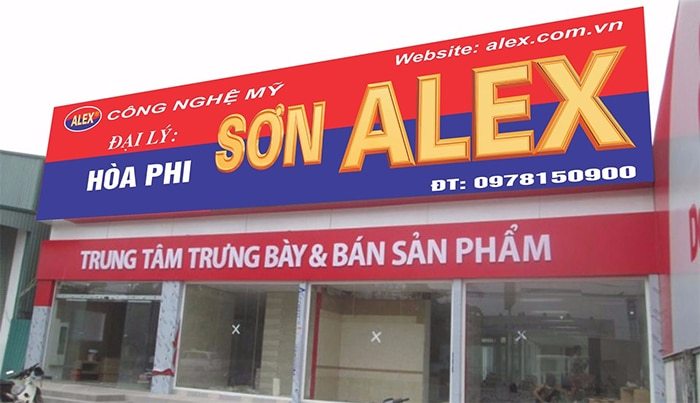 Website: alex.com.vn
ALEX CÔNG NGHỆ MỸ
ĐẠI LÝ:
HÒA PHI
SƠN ALEX
ĐT: 0978150900
TRUNG TÂM TRƯNG BÀY & BÁN SẢN PHẨM